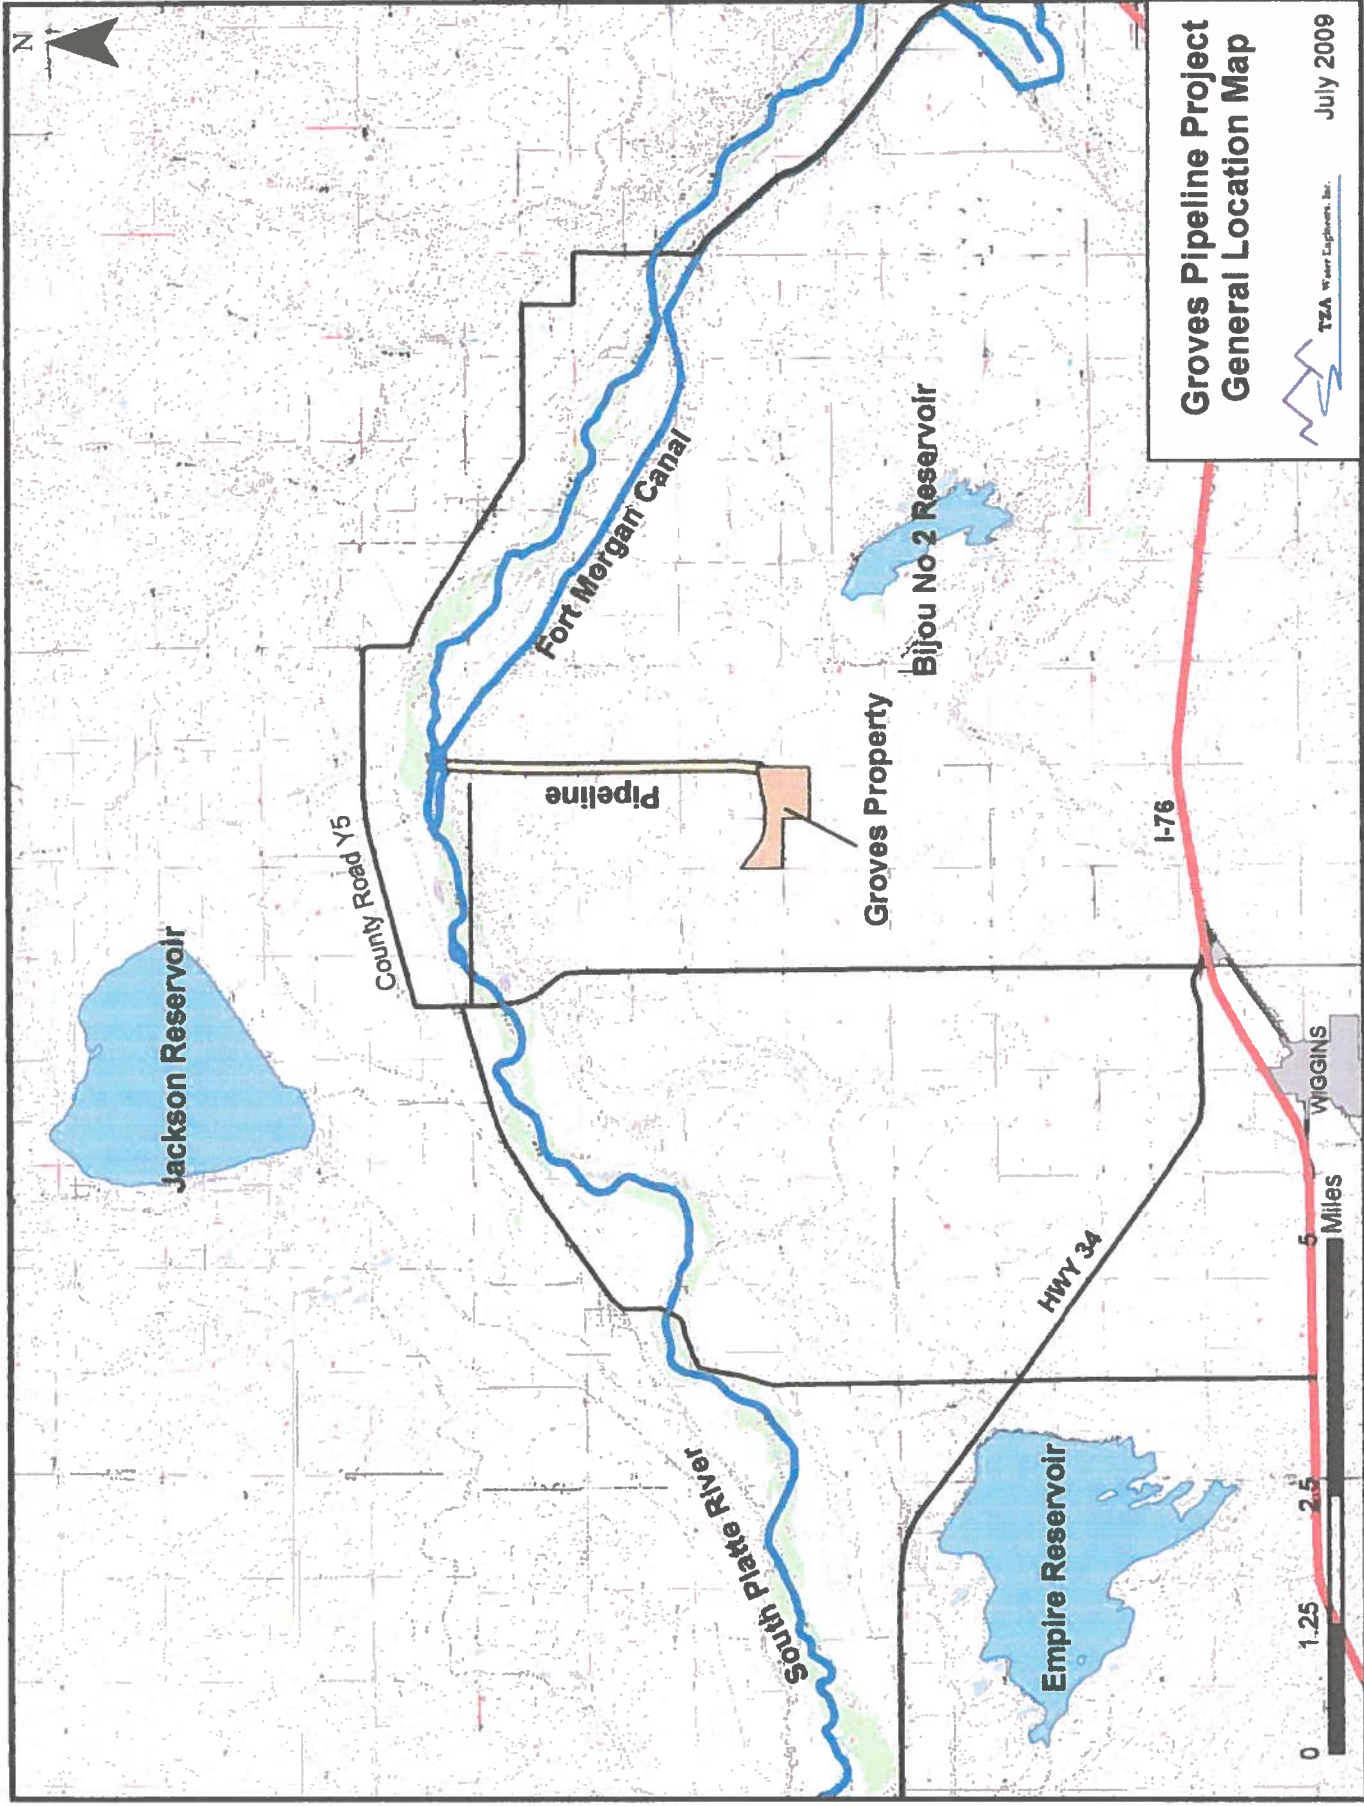 N
Jackson Reservoir
County Road Y5
Fort Morgan Canal
Pipeline
Groves Property
Bijou No 2 Reservoir
South Platte River
I-76
HWY 34
Empire Reservoir
WIGGINS
0 1.25 2.5 5
Miles
Groves Pipeline Project
General Location Map
TZA Water Engineers, Inc.
July 2009